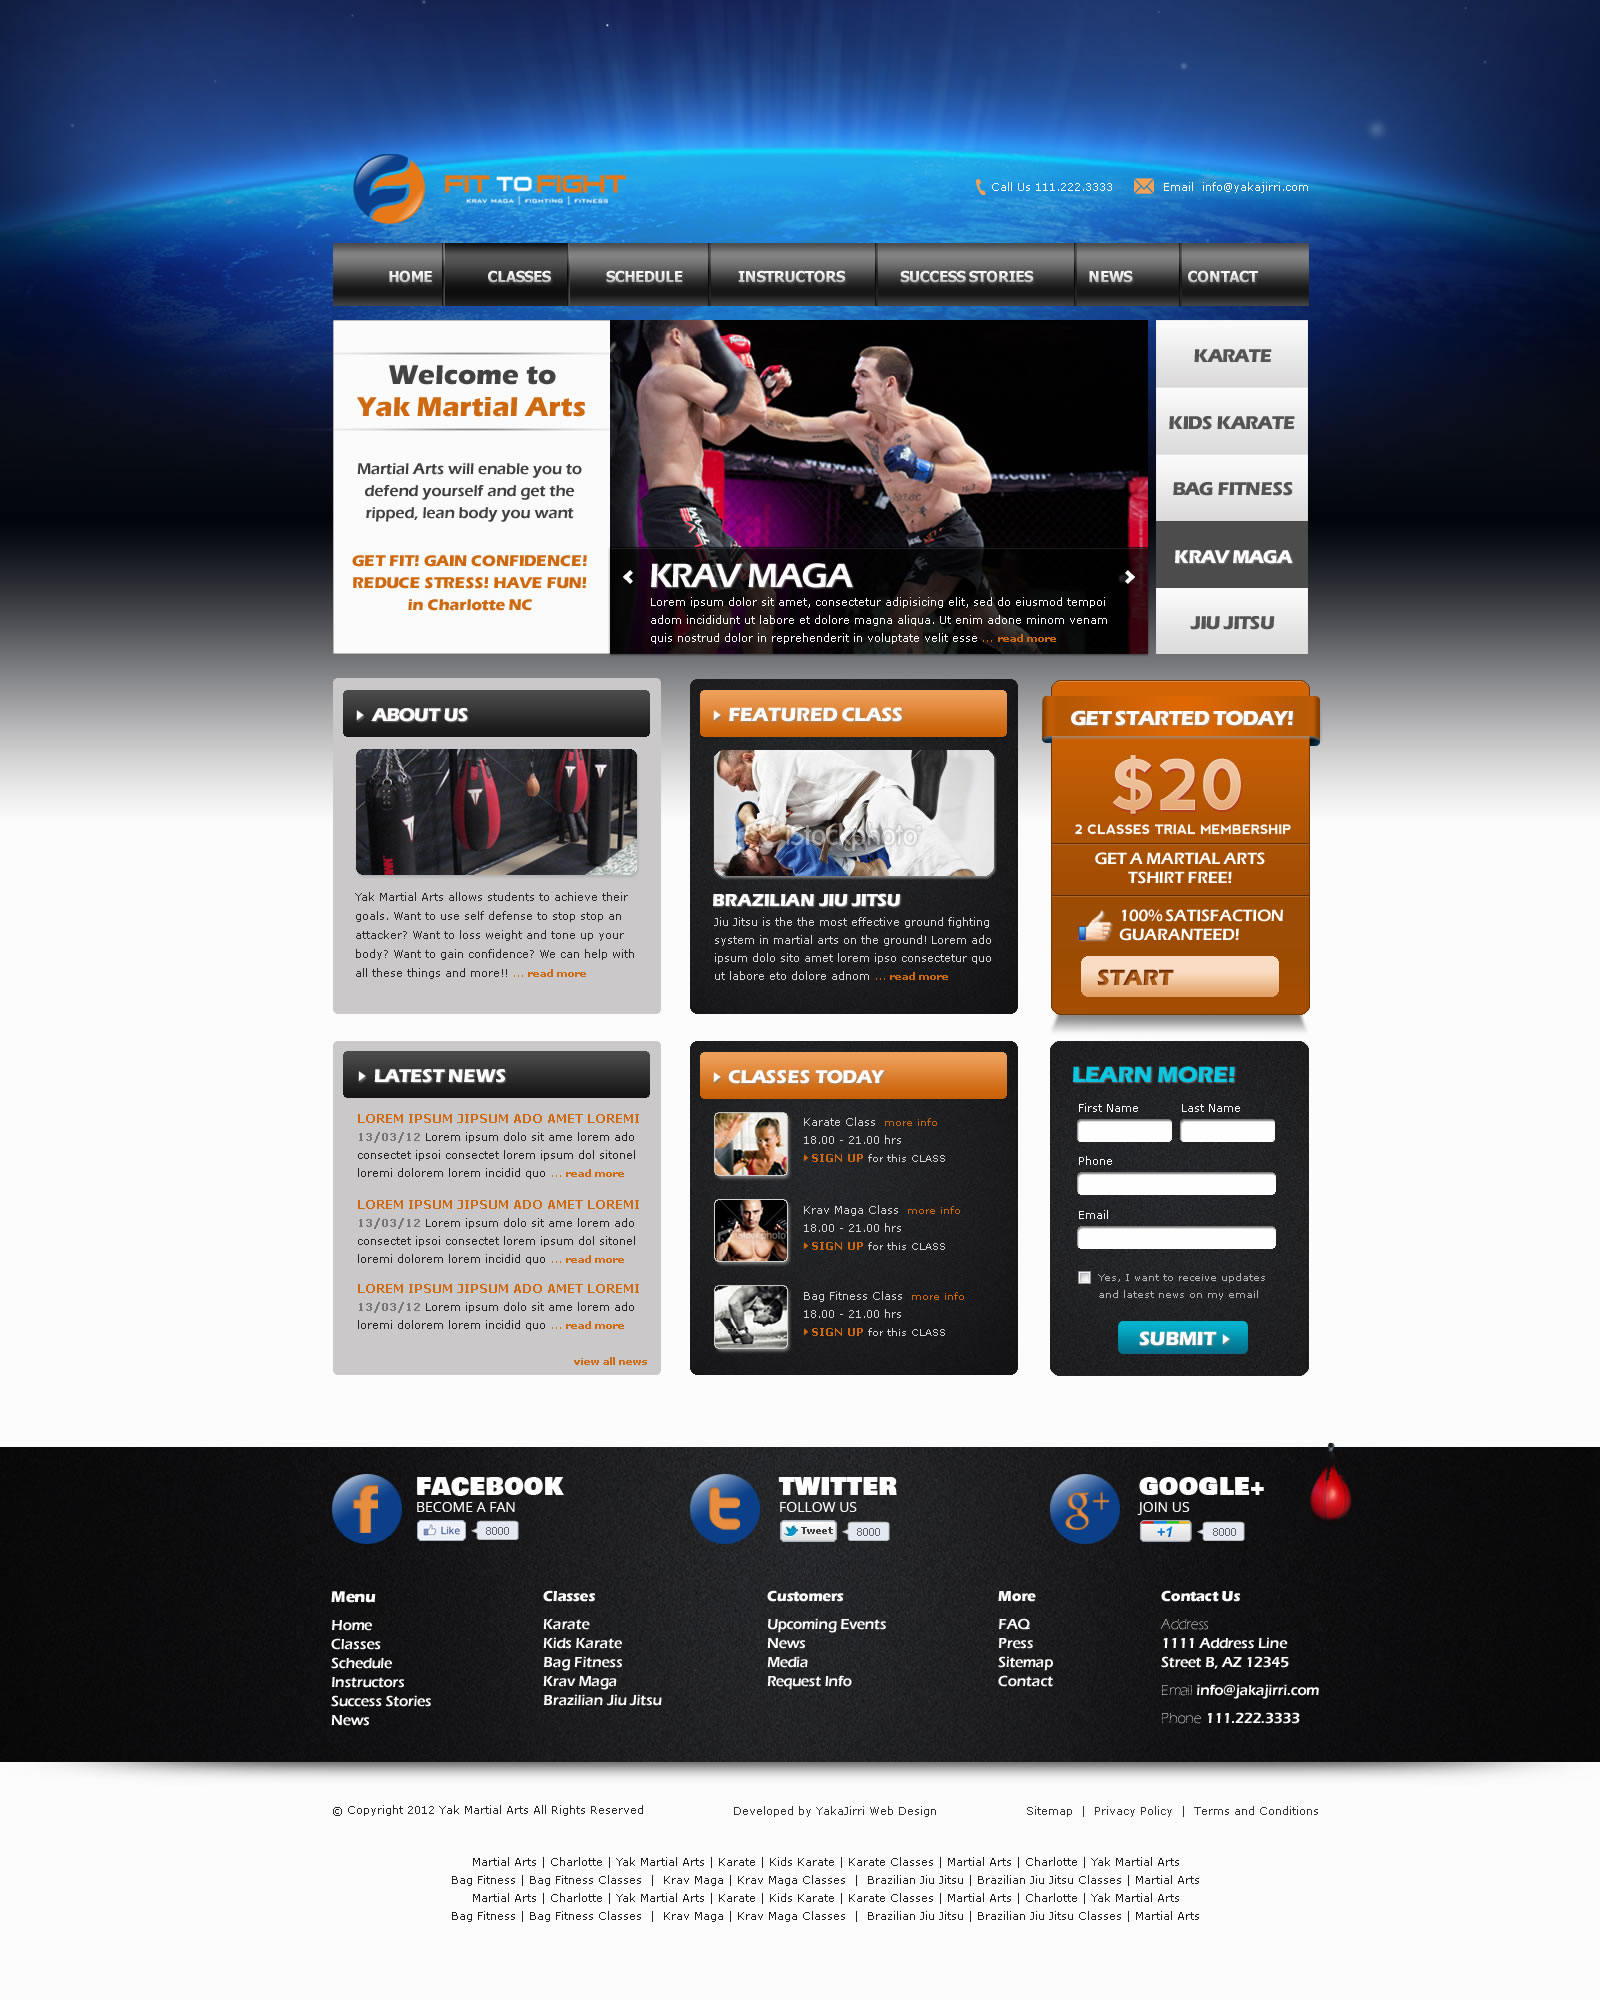 FIT TO FIGHT
KRAV MAGA | FIGHTING | FITNESS
Call Us 111.222.3333
Email info@yakajirri.com
HOME
CLASSES
SCHEDULE
INSTRUCTORS
SUCCESS STORIES
NEWS
CONTACT
Welcome to
Yak Martial Arts
Martial Arts will enable you to
defend yourself and get the
ripped, lean body you want
GET FIT! GAIN CONFIDENCE!
REDUCE STRESS! HAVE FUN!
in Charlotte NC
KRAV MAGA
Lorem ipsum dolor sit amet, consectetur adipisicing elit, sed do eiusmod tempoi
adom incididunt ut labore et dolore magna aliqua. Ut enim adone minom venam
quis nostrud dolor in reprehenderit in voluptate velit esse ... read more
KARATE
KIDS KARATE
BAG FITNESS
KRAV MAGA
JIU JITSU
ABOUT US
Yak Martial Arts allows students to achieve their
goals. Want to use self defense to stop stop an
attacker? Want to loss weight and tone up your
body? Want to gain confidence? We can help with
all these things and more!! ... read more
FEATURED CLASS
iStockphoto
BRAZILIAN JIU JITSU
Jiu Jitsu is the the most effective ground fighting
system in martial arts on the ground! Lorem ado
ipsum dolo sito amet lorem ipso consectetur quo
ut labore eto dolore adnom ... read more
GET STARTED TODAY!
$20
2 CLASSES TRIAL MEMBERSHIP
GET A MARTIAL ARTS
TSHIRT FREE!
100% SATISFACTION
GUARANTEED!
START
LATEST NEWS
LOREM IPSUM JIPSUM ADO AMET LOREMI
13/03/12 Lorem ipsum dolo sit ame lorem ado
consectet ipsoi consectet lorem ipsum dol sitonel
loremi dolorem lorem incidid quo ... read more
LOREM IPSUM JIPSUM ADO AMET LOREMI
13/03/12 Lorem ipsum dolo sit ame lorem ado
consectet ipsoi consectet lorem ipsum dol sitonel
loremi dolorem lorem incidid quo ... read more
LOREM IPSUM JIPSUM ADO AMET LOREMI
13/03/12 Lorem ipsum dolo sit ame lorem ado
loremi dolorem lorem incidid quo ... read more
view all news
CLASSES TODAY
Karate Class more info
18.00 - 21.00 hrs
SIGN UP for this CLASS
Krav Maga Class more info
18.00 - 21.00 hrs
SIGN UP for this CLASS
Bag Fitness Class more info
18.00 - 21.00 hrs
SIGN UP for this CLASS
LEARN MORE!
First Name
Last Name
Phone
Email
Yes, I want to receive updates
and latest news on my email
SUBMIT
FACEBOOK
BECOME A FAN
Like 8000
TWITTER
FOLLOW US
Tweet 8000
GOOGLE+
JOIN US
+1 8000
Menu
Home
Classes
Schedule
Instructors
Success Stories
News
Classes
Karate
Kids Karate
Bag Fitness
Krav Maga
Brazilian Jiu Jitsu
Customers
Upcoming Events
News
Media
Request Info
More
FAQ
Press
Sitemap
Contact
Contact Us
Address
1111 Address Line
Street B, AZ 12345
Email info@jakajirri.com
Phone 111.222.3333
© Copyright 2012 Yak Martial Arts All Rights Reserved
Developed by YakaJirri Web Design
Sitemap | Privacy Policy | Terms and Conditions
Martial Arts | Charlotte | Yak Martial Arts | Karate | Kids Karate | Karate Classes | Martial Arts | Charlotte | Yak Martial Arts
Bag Fitness | Bag Fitness Classes | Krav Maga | Krav Maga Classes | Brazilian Jiu Jitsu | Brazilian Jiu Jitsu Classes | Martial Arts
Martial Arts | Charlotte | Yak Martial Arts | Karate | Kids Karate | Karate Classes | Martial Arts | Charlotte | Yak Martial Arts
Bag Fitness | Bag Fitness Classes | Krav Maga | Krav Maga Classes | Brazilian Jiu Jitsu | Brazilian Jiu Jitsu Classes | Martial Arts